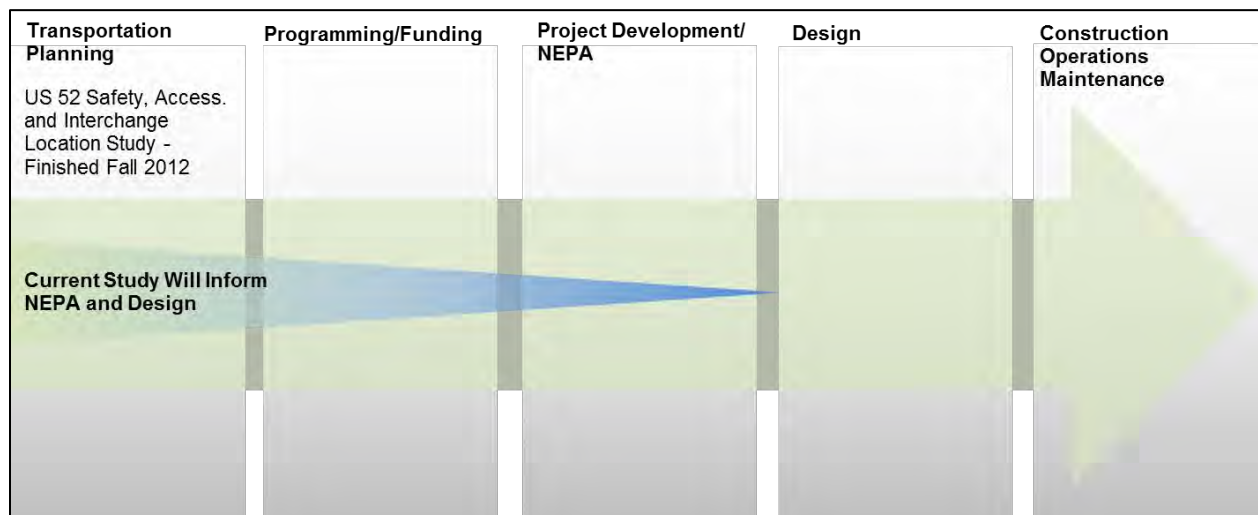 Transportation
Planning
US 52 Safety, Access.
and Interchange
Location Study -
Finished Fall 2012
Programming/Funding
Project Development/
NEPA
Design
Construction
Operations
Maintenance
Current Study Will Inform
NEPA and Design